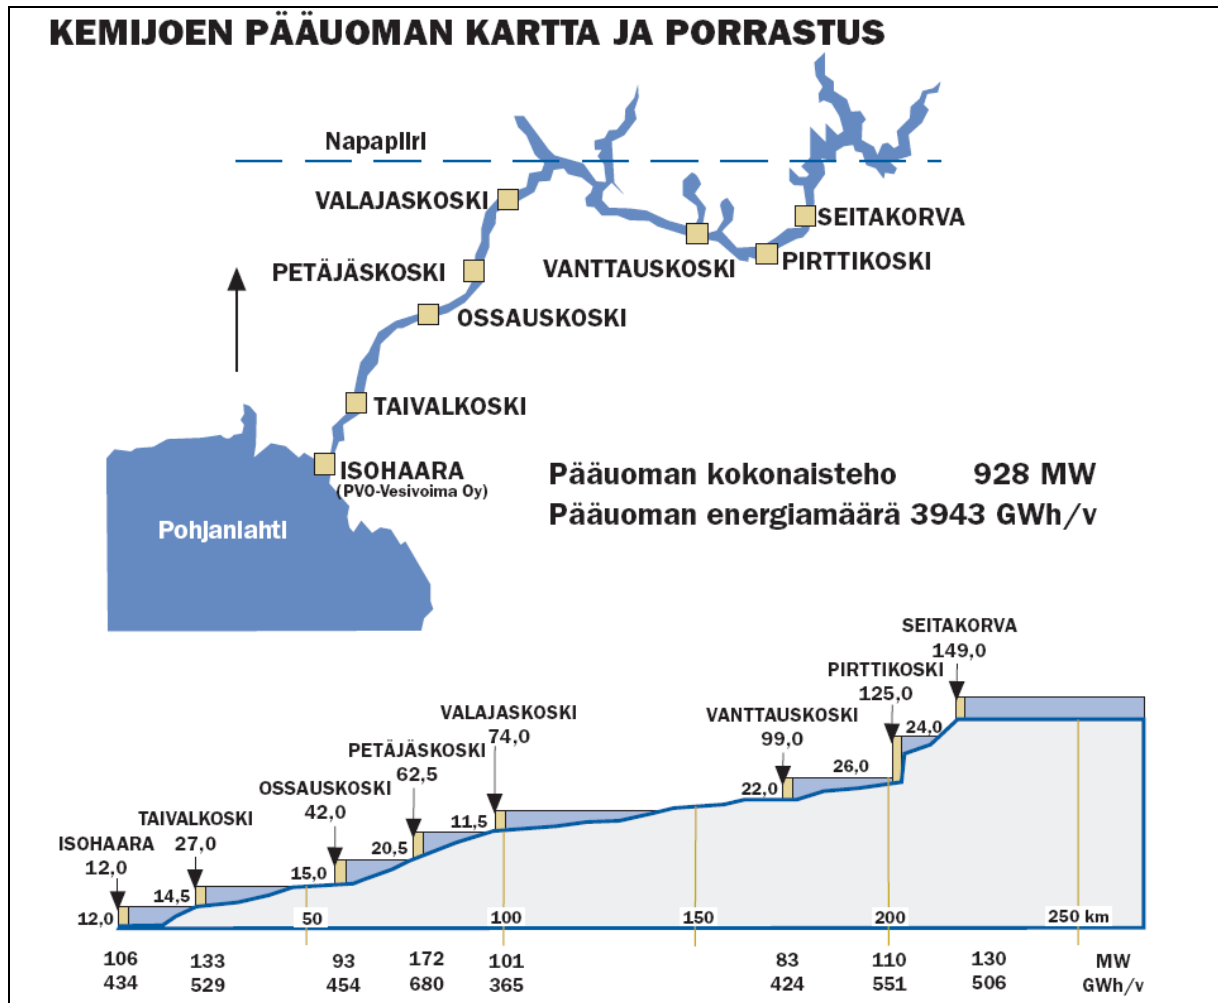 KEMIJOEN PÄÄUOMAN KARTTA JA PORRASTUS
Napapiiri
VALAJASKOSKI
SEITAKORVA
VANTTAUSKOSKI
PIRTTIKOSKI
PETÄJÄSKOSKI
OSSAUSKOSKI
TAIVALKOSKI
ISOHAARA
(PVO-Vesivoima Oy)
Pohjanlahti
Pääuoman kokonaisteho 928 MW
Pääuoman energiamäärä 3943 GWh/v
SEITAKORVA
149,0
PIRTTIKOSKI
125,0
24,0
VALAJASKOSKI
74,0
VANTTAUSKOSKI
99,0
26,0
22,0
PETÄJÄSKOSKI
62,5
11,5
OSSAUSKOSKI
42,0
20,5
TAIVALKOSKI
27,0
15,0
ISOHAARA
12,0
14,5
12,0
50 100 150 200 250 km
106 133 93 172 101 83 110 130 MW
434 529 454 680 365 424 551 506 GWh/v